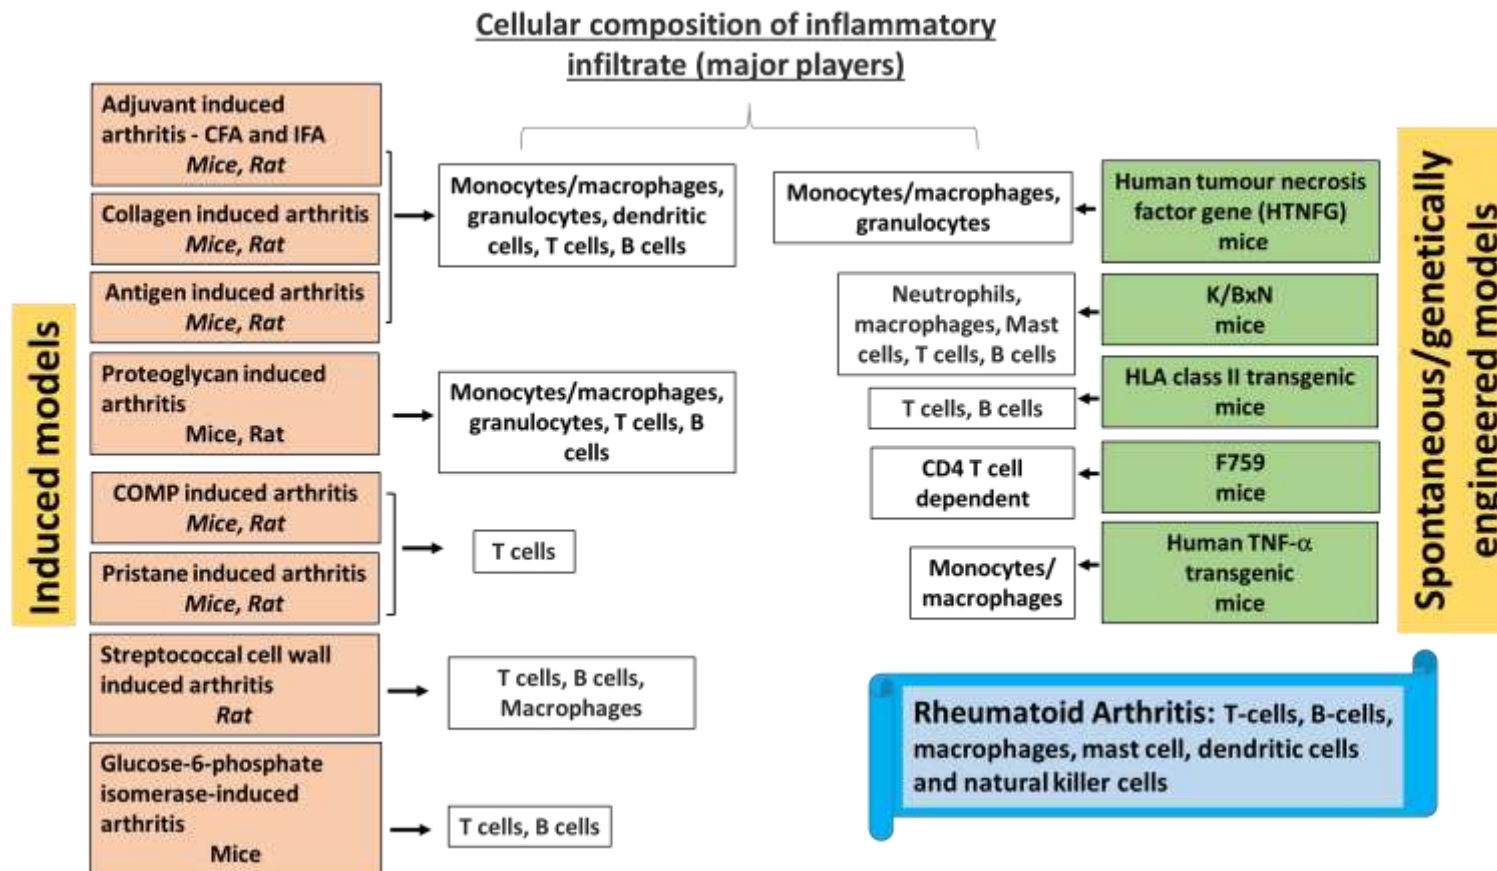 Cellular composition of inflammatory
infiltrate (major players)
Induced models
Adjuvant induced
arthritis - CFA and IFA
Mice, Rat
Collagen induced arthritis
Mice, Rat
Antigen induced arthritis
Mice, Rat
Monocytes/macrophages,
granulocytes, dendritic
cells, T cells, B cells
Proteoglycan induced
arthritis
Mice, Rat
Monocytes/macrophages,
granulocytes, T cells, B
cells
COMP induced arthritis
Mice, Rat
Pristane induced arthritis
Mice, Rat
T cells
Streptococcal cell wall
induced arthritis
Rat
T cells, B cells,
Macrophages
Glucose-6-phosphate
isomerase-induced
arthritis
Mice
T cells, B cells
Monocytes/macrophages,
granulocytes
Human tumour necrosis
factor gene (HTNFG)
mice
Neutrophils,
macrophages, Mast
cells, T cells, B cells
K/BxN
mice
T cells, B cells
HLA class II transgenic
mice
CD4 T cell
dependent
F759
mice
Monocytes/
macrophages
Human TNF-α
transgenic
mice
Spontaneous/genetically
engineered models
Rheumatoid Arthritis: T-cells, B-cells,
macrophages, mast cell, dendritic cells
and natural killer cells